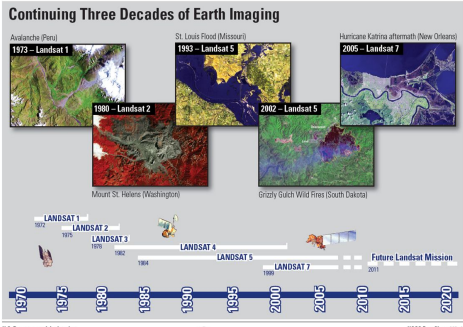 Continuing Three Decades of Earth Imaging
Avalanche (Peru)
1973 – Landsat 1
St. Louis Flood (Missouri)
1993 – Landsat 5
Hurricane Katrina aftermath (New Orleans)
2005 – Landsat 7
1980 – Landsat 2
Mount St. Helens (Washington)
2002 – Landsat 5
Grizzly Gulch Wild Fires (South Dakota)
LANDSAT 1
1972
LANDSAT 2
1975
LANDSAT 3
1978
LANDSAT 4
1982
LANDSAT 5
1984
LANDSAT 7
1999
Future Landsat Mission
2011
1970 1975 1980 1985 1990 1995 2000 2005 2010 2015 2020